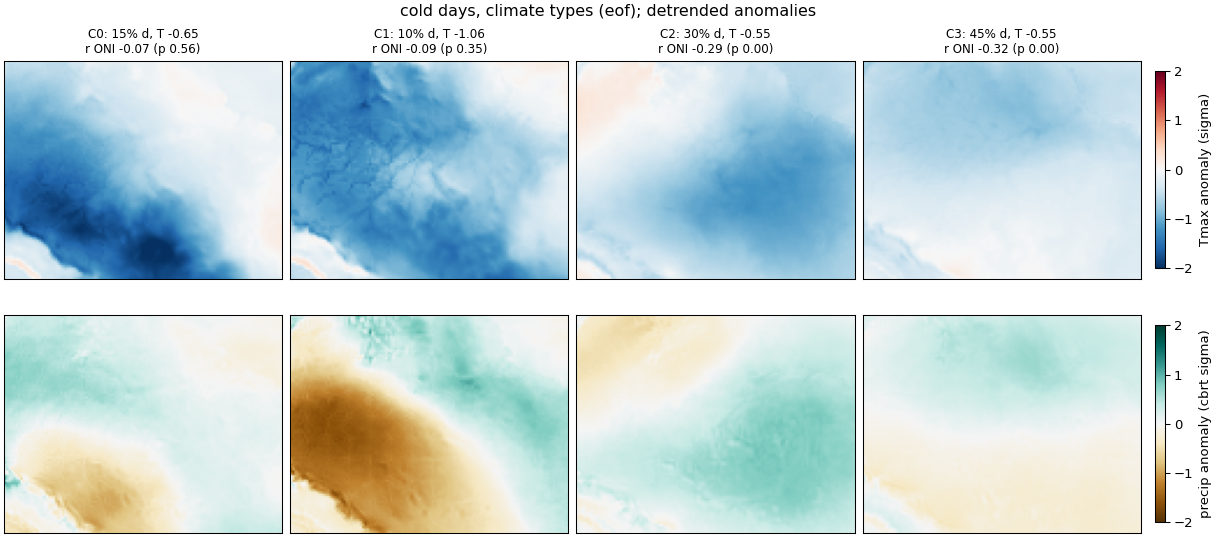 cold days, climate types (eof); detrended anomalies
C0: 15% d, T -0.65
r ONI -0.07 (p 0.56)
C1: 10% d, T -1.06
r ONI -0.09 (p 0.35)
C2: 30% d, T -0.55
r ONI -0.29 (p 0.00)
C3: 45% d, T -0.55
r ONI -0.32 (p 0.00)
2
1
0
−1
−2
Tmax anomaly (sigma)
2
1
0
−1
−2
precip anomaly (cbrt sigma)